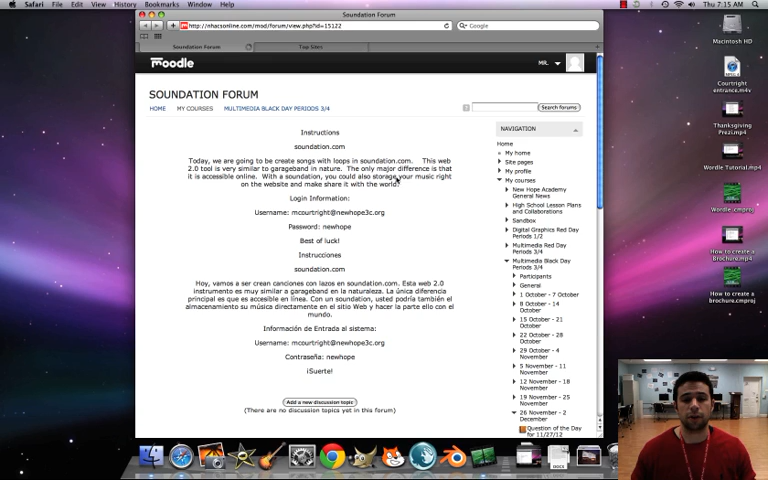 Safari File Edit View History Bookmarks Window Help
Thu 7:15 AM
Soundation Forum
http://nhacsonline.com/mod/forum/view.php?id=15122
Google
Soundation Forum
Top Sites
moodle
MR.
SOUNDATION FORUM
HOME MY COURSES MULTIMEDIA BLACK DAY PERIODS 3/4
Search forums
Instructions
soundation.com
Today, we are going to be create songs with loops in soundation.com. This web
2.0 tool is very similar to garageband in nature. The only major difference is that
it is accessible online. With a soundation, you could also storage your music right
on the website and make share it with the world!
Login Information:
Username: mcourtright@newhope3c.org
Password: newhope
Best of luck!
Instrucciones
soundation.com
Hoy, vamos a ser crean canciones con lazos en soundation.com. Esta web 2.0
instrumento es muy similar a garageband en la naturaleza. La única diferencia
principal es que es accesible en línea. Con un soundation, usted podría también el
almacenamiento su música directamente en el sitio Web y hacer la parte ello con el
mundo.
Información de Entrada al sistema:
Username: mcourtright@newhope3c.org
Contraseña: newhope
¡Suerte!
Add a new discussion topic
(There are no discussion topics yet in this forum)
NAVIGATION
Home
My home
Site pages
My profile
My courses
New Hope Academy
General News
High School Lesson Plans
and Collaborations
Sandbox
Digital Graphics Red Day
Periods 1/2
Multimedia Red Day
Periods 3/4
Multimedia Black Day
Periods 3/4
Participants
General
1 October - 7 October
8 October - 14
October
15 October - 21
October
22 October - 28
October
29 October - 4
November
5 November - 11
November
12 November - 18
November
19 November - 25
November
26 November - 2
December
Question of the Day
for 11/27/12
Macintosh HD
Courtright
entrance.m4v
Thanksgiving
Prezi.mp4
Wordle Tutorial.mp4
Wordle.cmproj
How to create a
Brochure.mp4
How to create a
brochure.cmproj